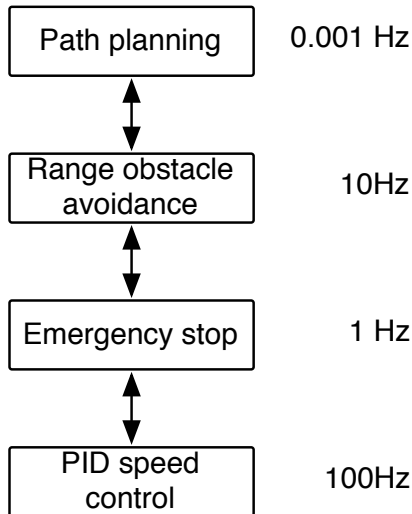 Path planning 0.001 Hz
Range obstacle
avoidance 10Hz
Emergency stop 1 Hz
PID speed
control 100Hz